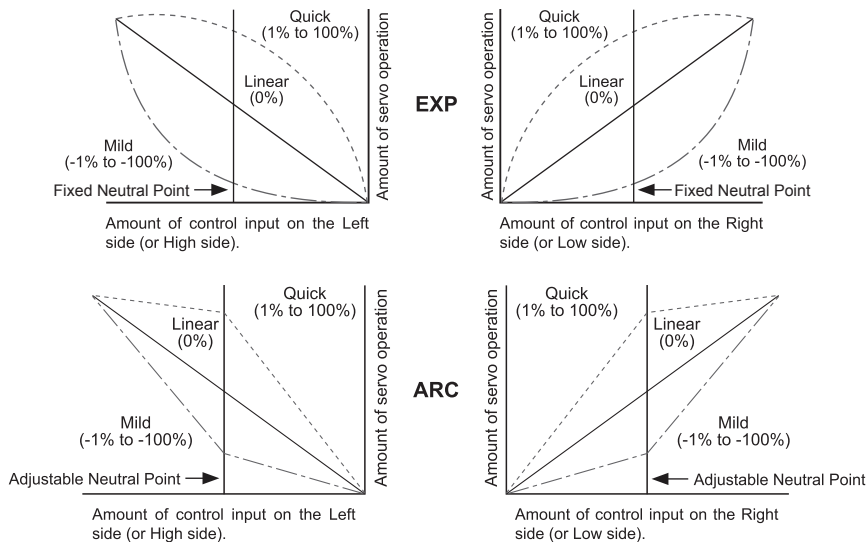 Quick
(1% to 100%)
Linear
(0%)
Mild
(-1% to -100%)
Fixed Neutral Point
Amount of servo operation
Amount of control input on the Left
side (or High side).
EXP
Amount of servo operation
Quick
(1% to 100%)
Linear
(0%)
Mild
(-1% to -100%)
Fixed Neutral Point
Amount of control input on the Right
side (or Low side).
Quick
(1% to 100%)
Linear
(0%)
Mild
(-1% to -100%)
Adjustable Neutral Point
Amount of servo operation
Amount of control input on the Left
side (or High side).
ARC
Amount of servo operation
Quick
(1% to 100%)
Linear
(0%)
Mild
(-1% to -100%)
Adjustable Neutral Point
Amount of control input on the Right
side (or Low side).